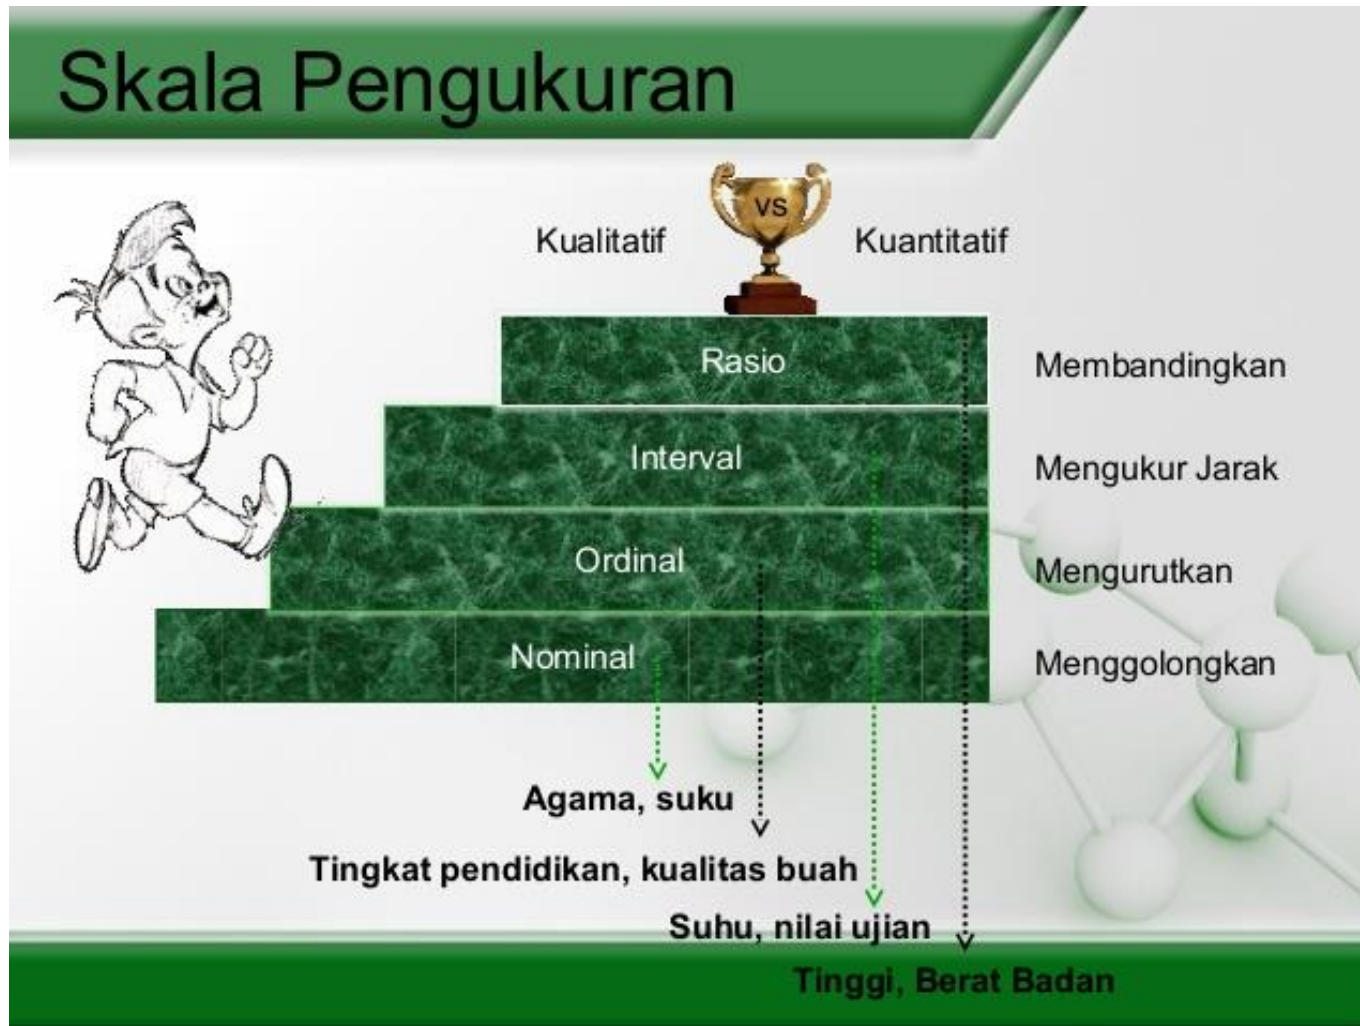 Skala Pengukuran
Kualitatif
vs
Kuantitatif
Rasio
Membandingkan
Interval
Mengukur Jarak
Ordinal
Mengurutkan
Nominal
Menggolongkan
Agama, suku
Tingkat pendidikan, kualitas buah
Suhu, nilai ujian
Tinggi, Berat Badan